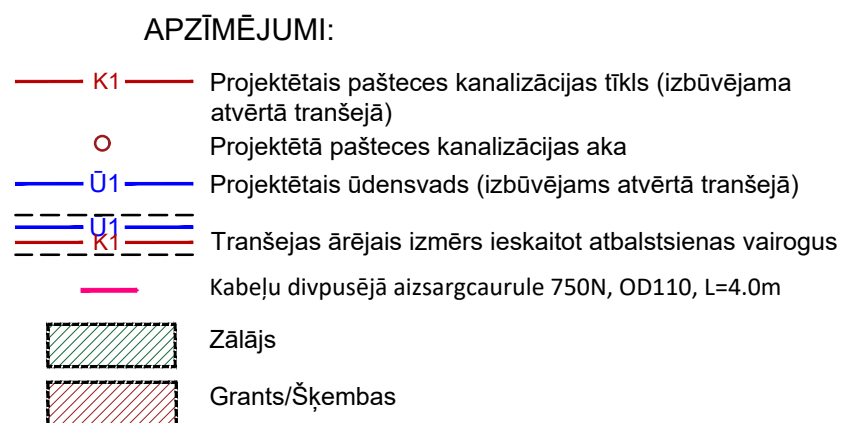 APZĪMĒJUMI:
K1 Projektētais pašteces kanalizācijas tīkls (izbūvējama
atvērtā tranšejā)
Projektētā pašteces kanalizācijas aka
Ū1 Projektētais ūdensvads (izbūvējams atvērtā tranšejā)
Ū1
K1 Tranšejas ārējais izmērs ieskaitot atbalstsienas vairogus
Kabeļu divpusējā aizsargcaurule 750N, OD110, L=4.0m
Zālājs
Grants/Šķembas